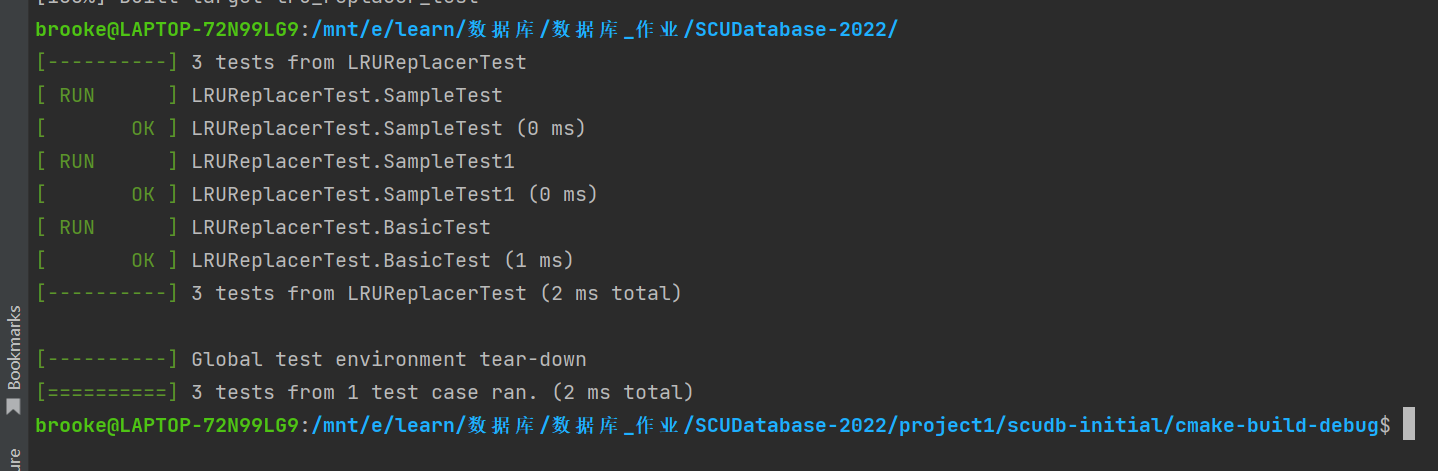 brooke@LAPTOP-72N99LG9:/mnt/e/learn/数据库/数据库_作业/SCUDatabase-2022/
[----------] 3 tests from LRUReplacerTest
[ RUN      ] LRUReplacerTest.SampleTest
[       OK ] LRUReplacerTest.SampleTest (0 ms)
[ RUN      ] LRUReplacerTest.SampleTest1
[       OK ] LRUReplacerTest.SampleTest1 (0 ms)
[ RUN      ] LRUReplacerTest.BasicTest
[       OK ] LRUReplacerTest.BasicTest (1 ms)
[----------] 3 tests from LRUReplacerTest (2 ms total)
[----------] Global test environment tear-down
[==========] 3 tests from 1 test case ran. (2 ms total)
brooke@LAPTOP-72N99LG9:/mnt/e/learn/数据库/数据库_作业/SCUDatabase-2022/project1/scudb-initial/cmake-build-debug$
Bookmarks